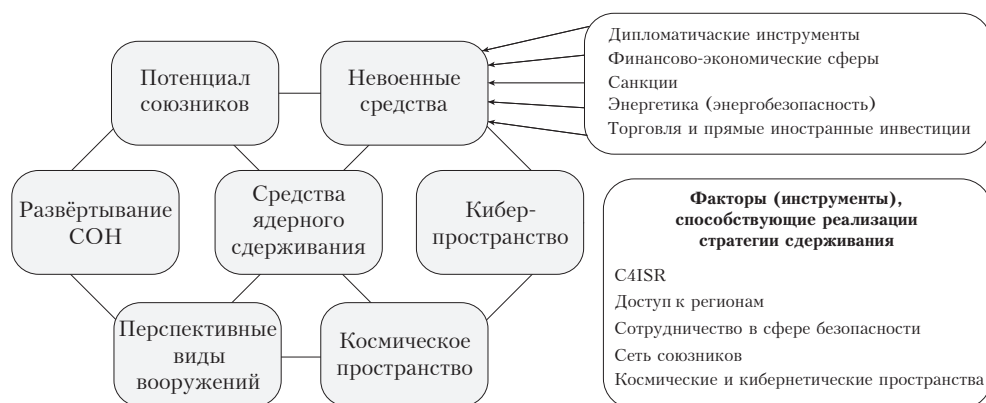 Потенциал
союзников
Невоенные
средства
Дипломатичаские инструменты
Финансово-экономические сферы
Санкции
Энергетика (энергобезопасность)
Торговля и прямые иностранные инвестиции
Развёртывание
СОН
Средства
ядерного
сдерживания
Кибер-
пространство
Перспективные
виды
вооружений
Космическое
пространство
Факторы (инструменты),
способствующие реализации
стратегии сдерживания
C4ISR
Доступ к регионам
Сотрудничество в сфере безопасности
Сеть союзников
Космические и кибернетические пространства